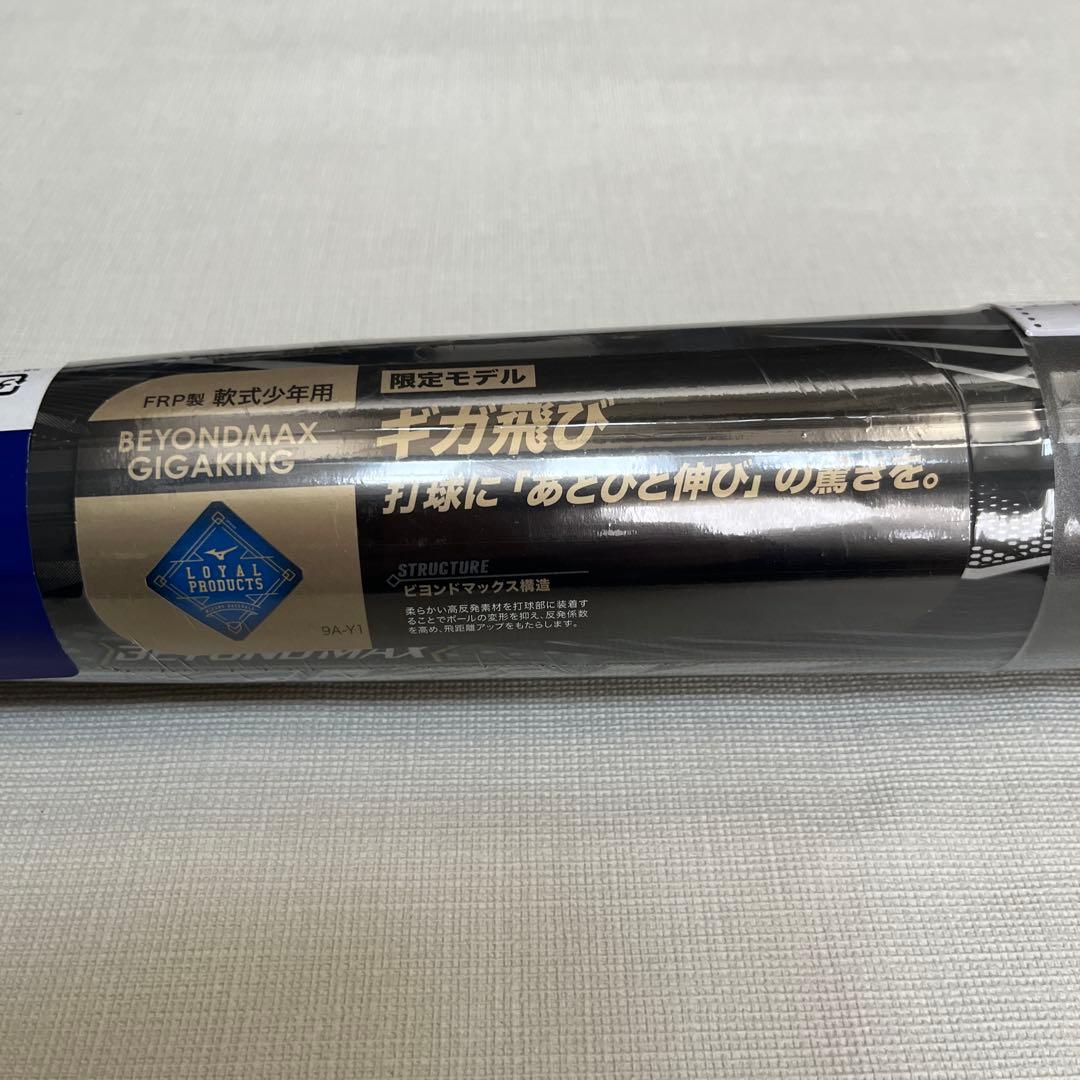 FRP製 軟式少年用
BEYONDMAX
GIGAKING
LOYAL
PRODUCTS
9A-Y1
限定モデル
ギガ飛び
打球に「あとひと伸び」の驚きを。
STRUCTURE
ビヨンドマックス構造
柔らかい高反発素材を打球部に装着す
ることでボールの変形を抑え、反発係数
を高め、飛距離アップをもたらします。
BEYONDMAX